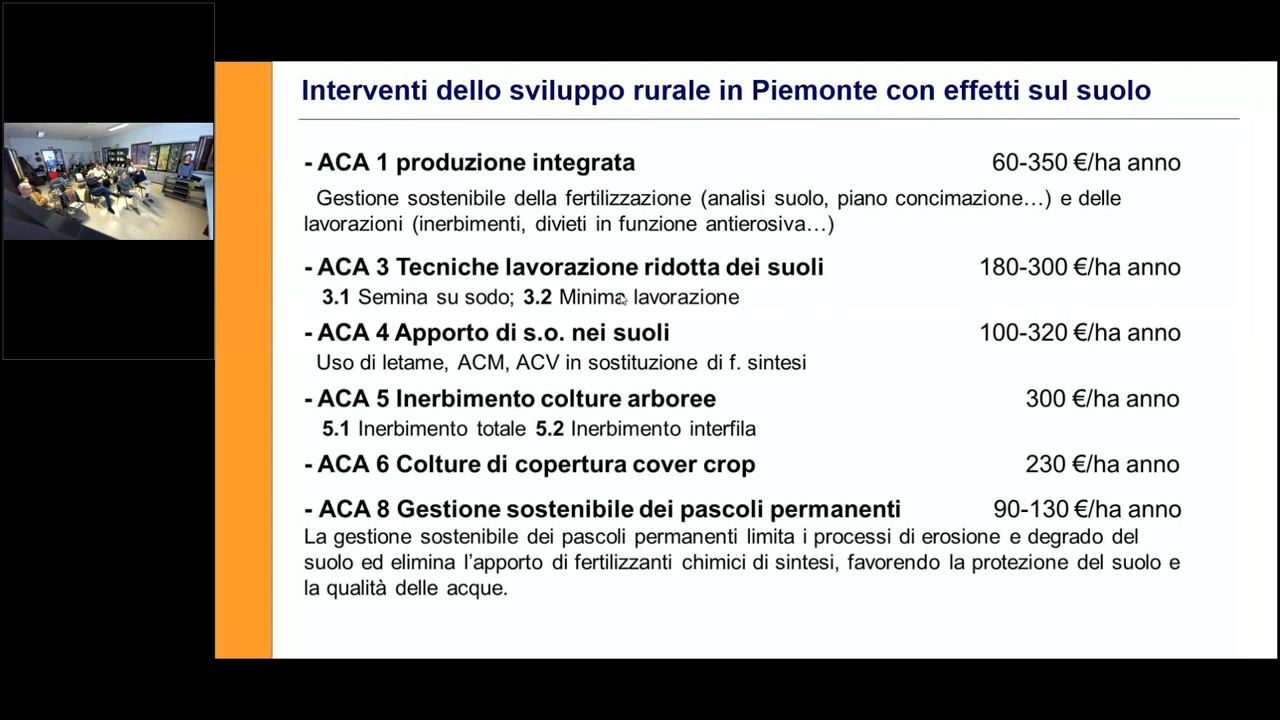 Interventi dello sviluppo rurale in Piemonte con effetti sul suolo
- ACA 1 produzione integrata 60-350 €/ha anno
Gestione sostenibile della fertilizzazione (analisi suolo, piano concimazione…) e delle
lavorazioni (inerbimenti, divieti in funzione antierosiva…)
- ACA 3 Tecniche lavorazione ridotta dei suoli 180-300 €/ha anno
3.1 Semina su sodo; 3.2 Minima lavorazione
- ACA 4 Apporto di s.o. nei suoli 100-320 €/ha anno
Uso di letame, ACM, ACV in sostituzione di f. sintesi
- ACA 5 Inerbimento colture arboree 300 €/ha anno
5.1 Inerbimento totale 5.2 Inerbimento interfila
- ACA 6 Colture di copertura cover crop 230 €/ha anno
- ACA 8 Gestione sostenibile dei pascoli permanenti 90-130 €/ha anno
La gestione sostenibile dei pascoli permanenti limita i processi di erosione e degrado del
suolo ed elimina l'apporto di fertilizzanti chimici di sintesi, favorendo la protezione del suolo e
la qualità delle acque.